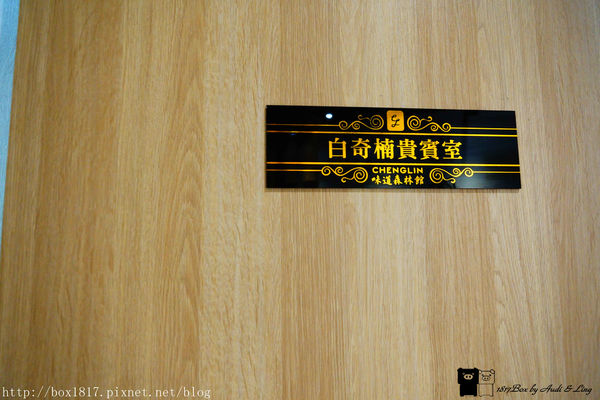 白奇楠貴賓室
CHENGLIN
味道森林館
http://box1817.pixnet.net/blog
1817Box by Audi & Ling